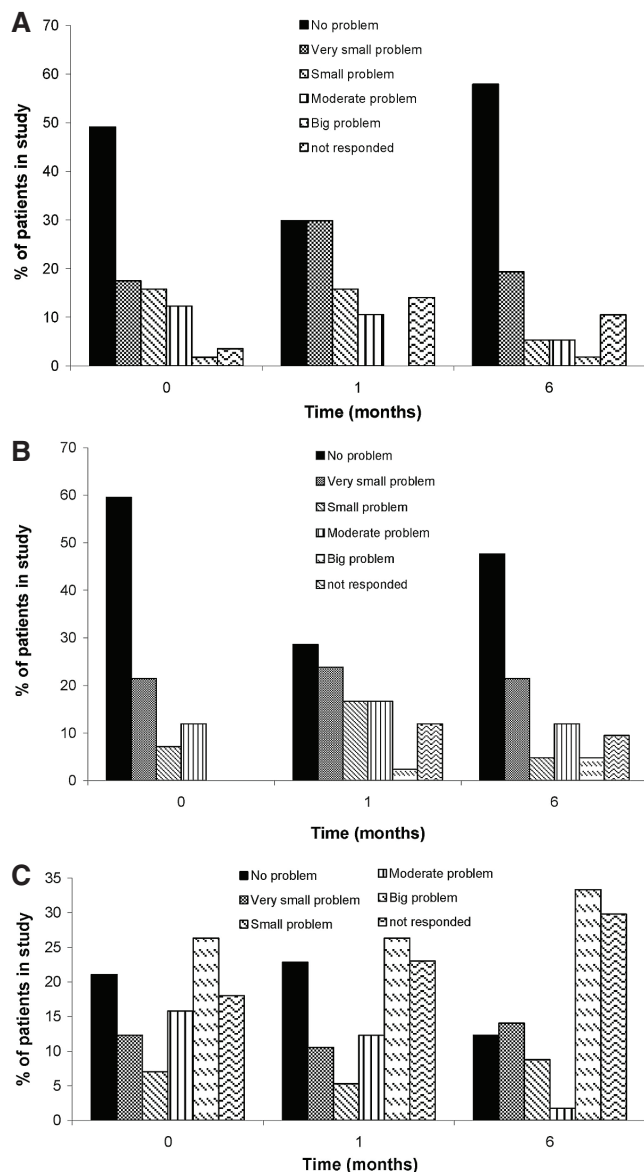 A
70
60
50
40
30
20
10
0
% of patients in study
No problem
Very small problem
Small problem
Moderate problem
Big problem
not responded
0 1 6
Time (months)
B
70
60
50
40
30
20
10
0
% of patients in study
No problem
Very small problem
Small problem
Moderate problem
Big problem
not responded
0 1 6
Time (months)
C
35
30
25
20
15
10
5
0
% of patients in study
No problem
Very small problem
Small problem
Moderate problem
Big problem
not responded
0 1 6
Time (months)